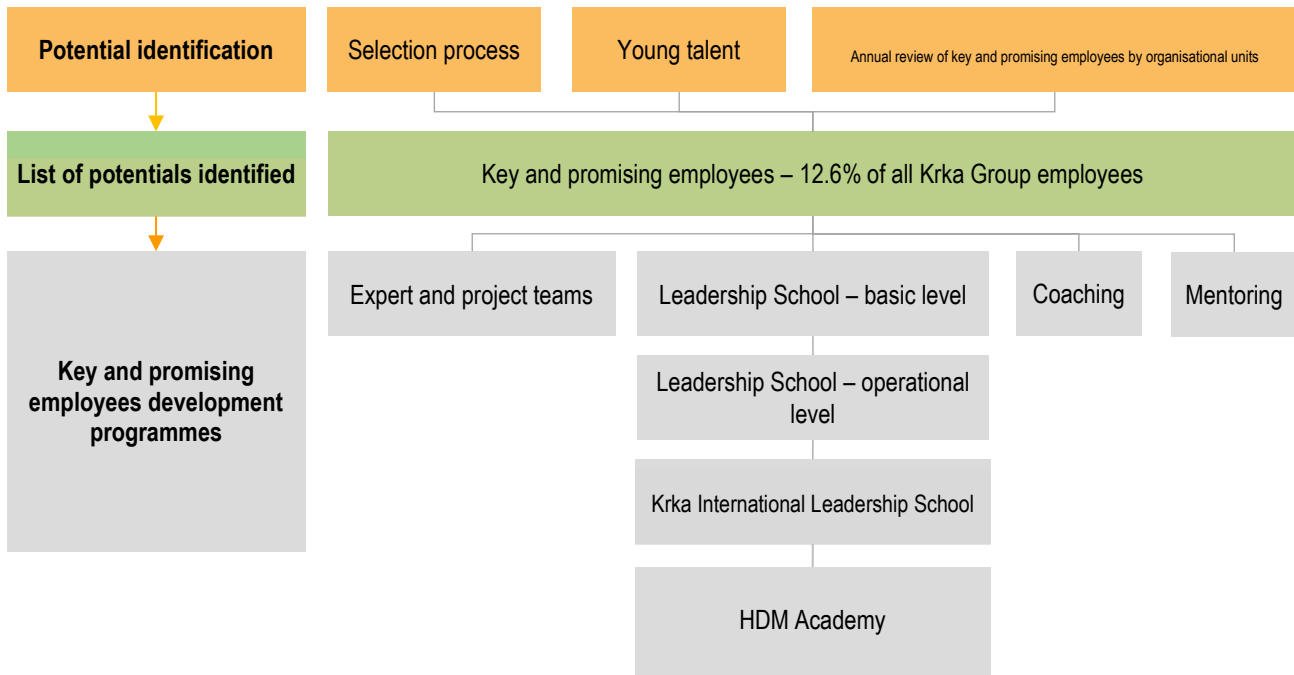 Potential identification
Selection process
Young talent
Annual review of key and promising employees by organisational units
List of potentials identified
Key and promising employees – 12.6% of all Krka Group employees
Key and promising
employees development
programmes
Expert and project teams
Leadership School – basic level
Coaching
Mentoring
Leadership School – operational
level
Krka International Leadership School
HDM Academy